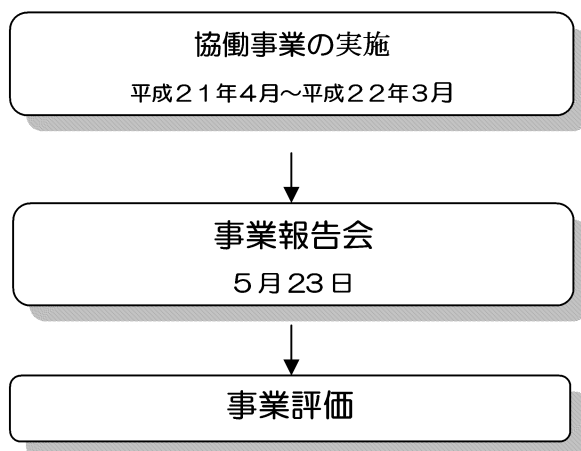 協働事業の実施
平成２１年４月～平成２２年３月
事業報告会
５月23日
事業評価